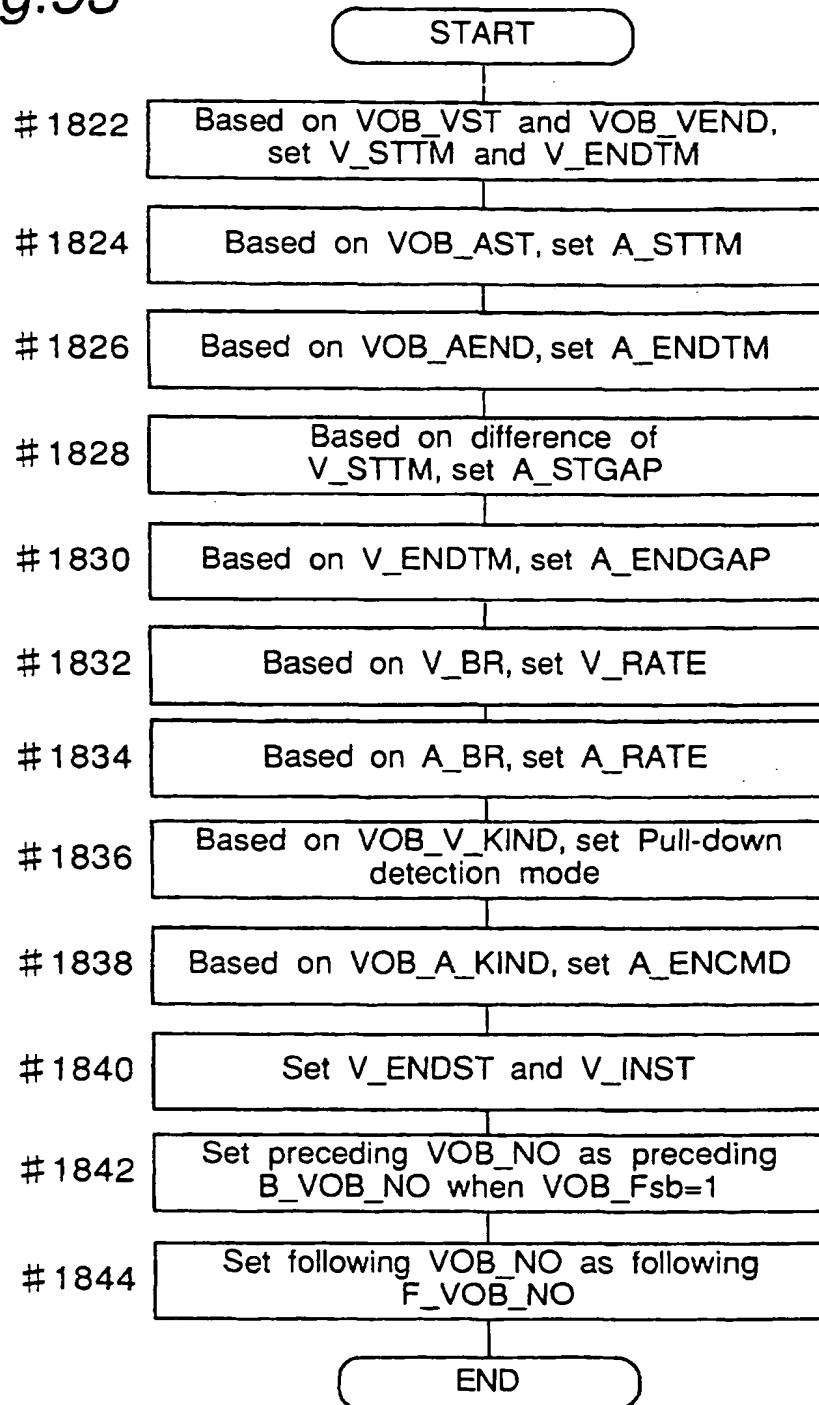 START
#1822 Based on VOB_VST and VOB_VEND,
set V_STTM and V_ENDTM
#1824 Based on VOB_AST, set A_STTM
#1826 Based on VOB_AEND, set A_ENDTM
#1828 Based on difference of
V_STTM, set A_STGAP
#1830 Based on V_ENDTM, set A_ENDGAP
#1832 Based on V_BR, set V_RATE
#1834 Based on A_BR, set A_RATE
#1836 Based on VOB_V_KIND, set Pull-down
detection mode
#1838 Based on VOB_A_KIND, set A_ENCMD
#1840 Set V_ENDST and V_INST
#1842 Set preceding VOB_NO as preceding
B_VOB_NO when VOB_Fsb=1
#1844 Set following VOB_NO as following
F_VOB_NO
END